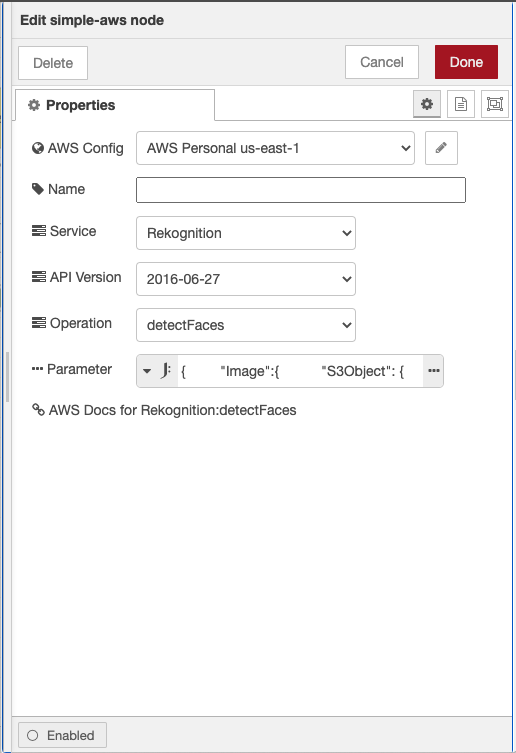 Edit simple-aws node
Delete
Cancel
Done
Properties
AWS Config
AWS Personal us-east-1
Name
Service
Rekognition
API Version
2016-06-27
Operation
detectFaces
Parameter
J: { "Image":{ "S3Object": {
AWS Docs for Rekognition:detectFaces
Enabled